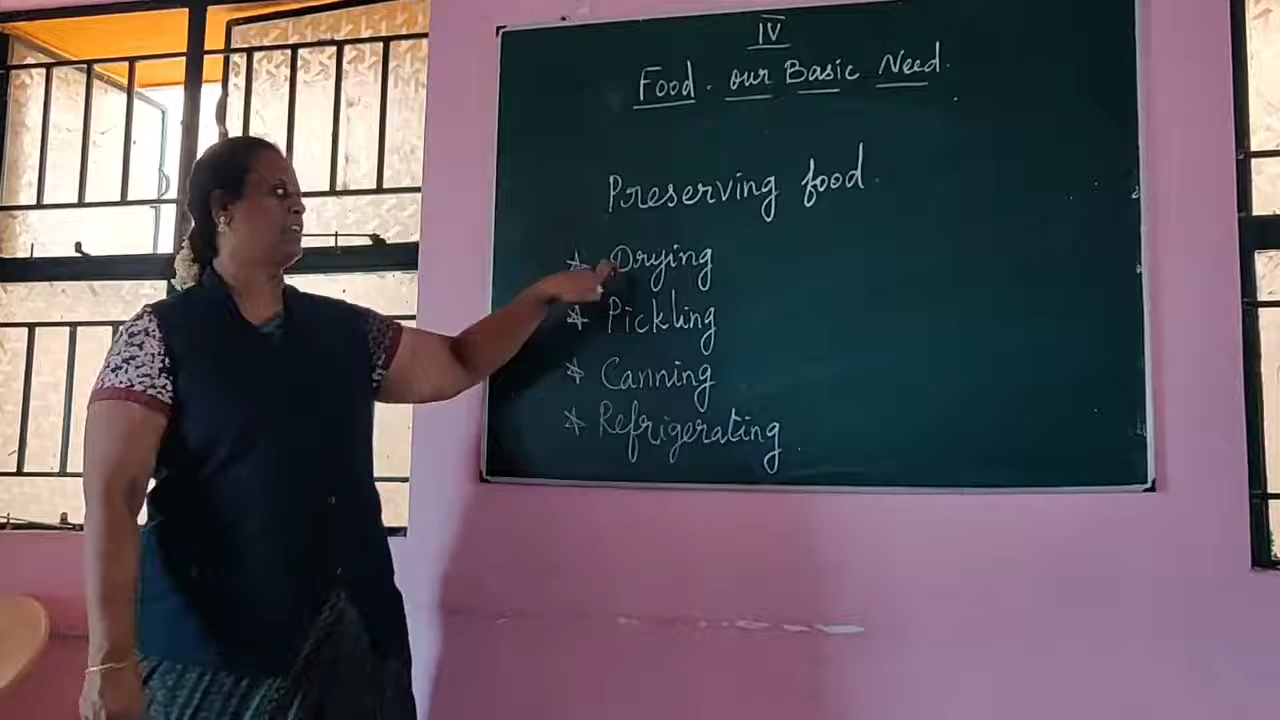 IV
Food. our Basic Need.
Preserving food.
☆ Drying
☆ Pickling
☆ Canning
☆ Refrigerating.